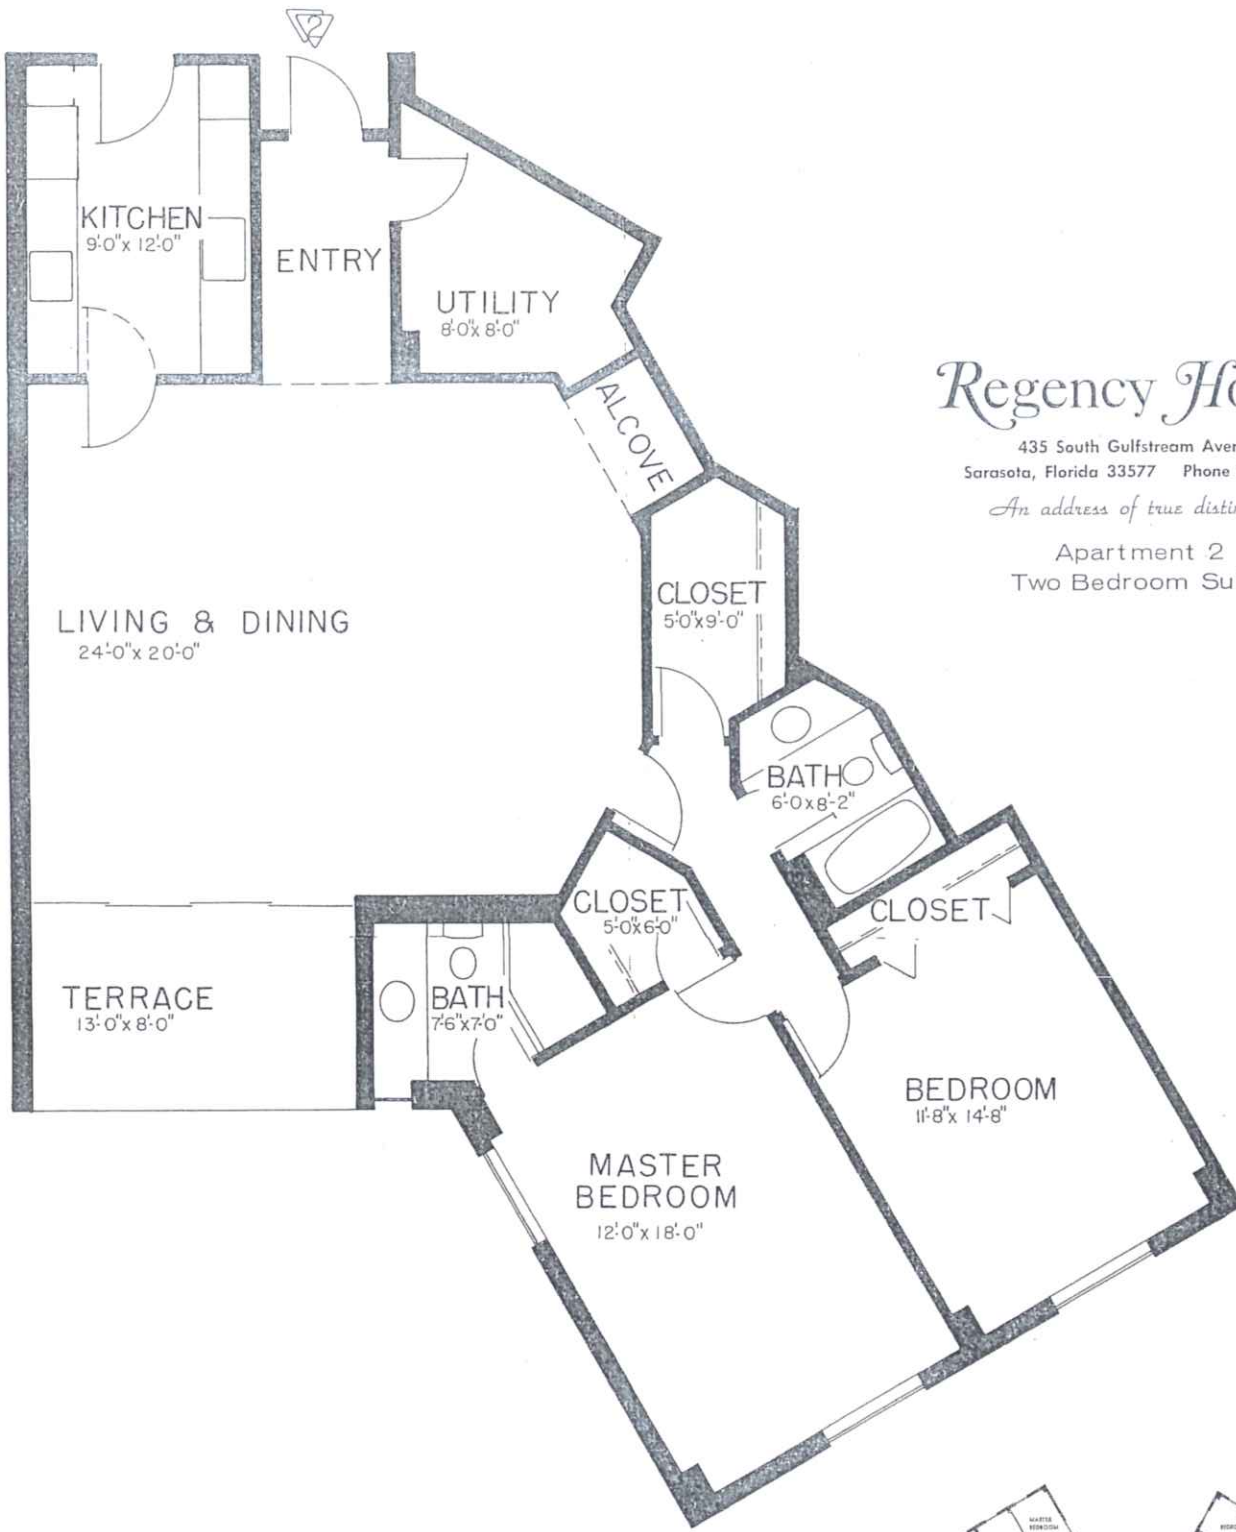 2
KITCHEN
9'-0" x 12'-0"
ENTRY
UTILITY
8'-0" x 8'-0"
ALCOVE
Regency
435 South Gulfstream
Sarasota, Florida 33577 Phone
An address of true
Apartment 2
Two Bedroom
CLOSET
5'-0" x 9'-0"
LIVING & DINING
24'-0" x 20'-0"
BATH
6'-0 x 8'-2"
CLOSET
5'-0" x 6'-0"
CLOSET
TERRACE
13'-0" x 8'-0"
BATH
7'-6" x 7'-0"
BEDROOM
11'-8" x 14'-8"
MASTER
BEDROOM
12'-0" x 18'-0"
MASTER
BEDROOM